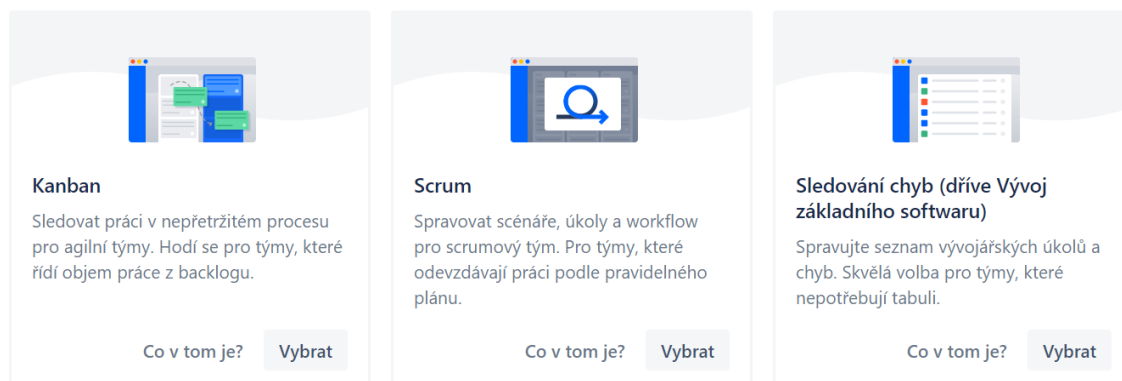 Kanban
Sledovat práci v nepřetržitém procesu
pro agilní týmy. Hodí se pro týmy, které
řídí objem práce z backlogu.
Co v tom je?
Vybrat
Scrum
Spravovat scénáře, úkoly a workflow
pro scrumový tým. Pro týmy, které
odevzdávají práci podle pravidelného
plánu.
Co v tom je?
Vybrat
Sledování chyb (dříve Vývoj
základního softwaru)
Spravujte seznam vývojářských úkolů a
chyb. Skvělá volba pro týmy, které
nepotřebují tabuli.
Co v tom je?
Vybrat